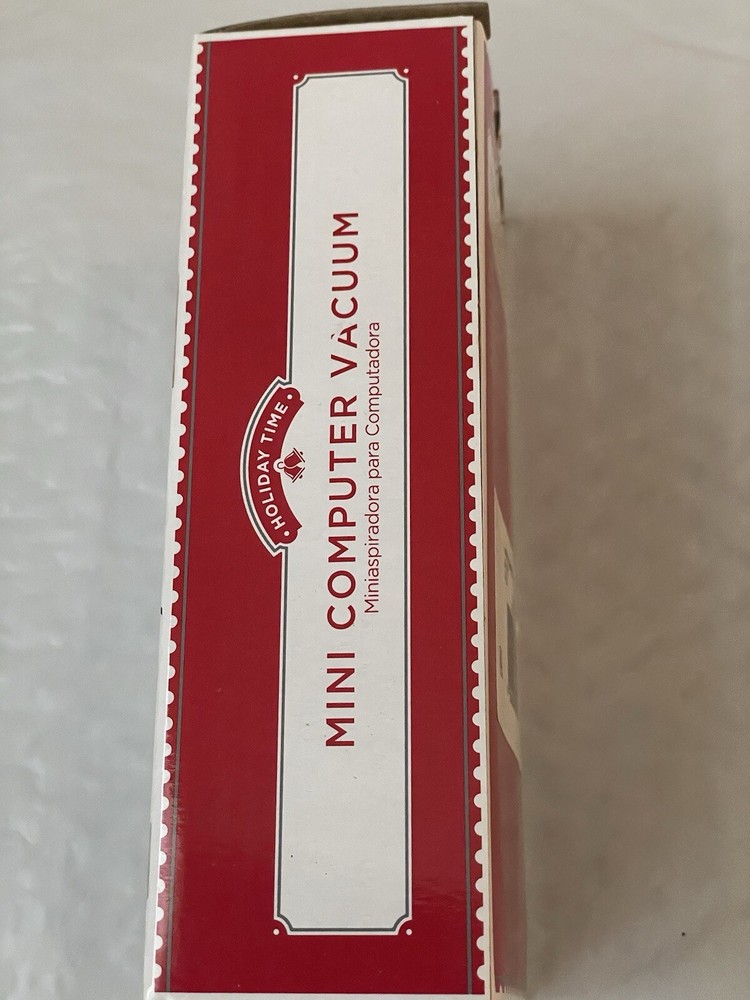 HOLIDAY TIME
MINI COMPUTER VACUUM
Miniaspiradora para Computadora